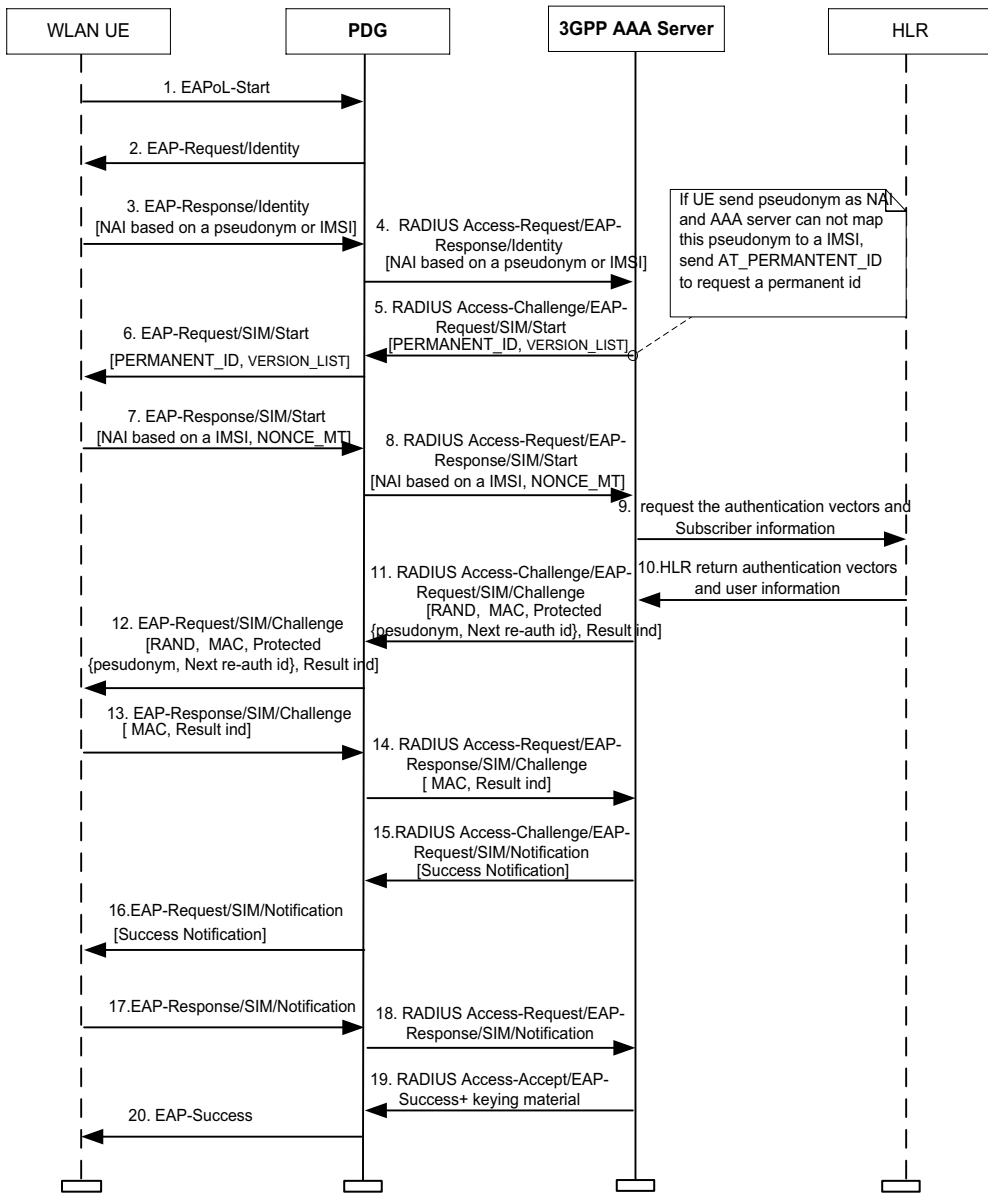 WLAN UE
PDG
3GPP AAA Server
HLR
1. EAPoL-Start
2. EAP-Request/Identity
3. EAP-Response/Identity
[NAI based on a pseudonym or IMSI]
4. RADIUS Access-Request/EAP-
Response/Identity
[NAI based on a pseudonym or IMSI]
If UE send pseudonym as NAI
and AAA server can not map
this pseudonym to a IMSI,
send AT_PERMANTENT_ID
to request a permanent id
5. RADIUS Access-Challenge/EAP-
Request/SIM/Start
[PERMANENT_ID, VERSION_LIST]
6. EAP-Request/SIM/Start
[PERMANENT_ID, VERSION_LIST]
7. EAP-Response/SIM/Start
[NAI based on a IMSI, NONCE_MT]
8. RADIUS Access-Request/EAP-
Response/SIM/Start
[NAI based on a IMSI, NONCE_MT]
9. request the authentication vectors and
Subscriber information
10.HLR return authentication vectors
and user information
11. RADIUS Access-Challenge/EAP-
Request/SIM/Challenge
[RAND, MAC, Protected
{pesudonym, Next re-auth id}, Result ind]
12. EAP-Request/SIM/Challenge
[RAND, MAC, Protected
{pesudonym, Next re-auth id}, Result ind]
13. EAP-Response/SIM/Challenge
[ MAC, Result ind]
14. RADIUS Access-Request/EAP-
Response/SIM/Challenge
[ MAC, Result ind]
15.RADIUS Access-Challenge/EAP-
Request/SIM/Notification
[Success Notification]
16.EAP-Request/SIM/Notification
[Success Notification]
17.EAP-Response/SIM/Notification
18. RADIUS Access-Request/EAP-
Response/SIM/Notification
19. RADIUS Access-Accept/EAP-
Success+ keying material
20. EAP-Success